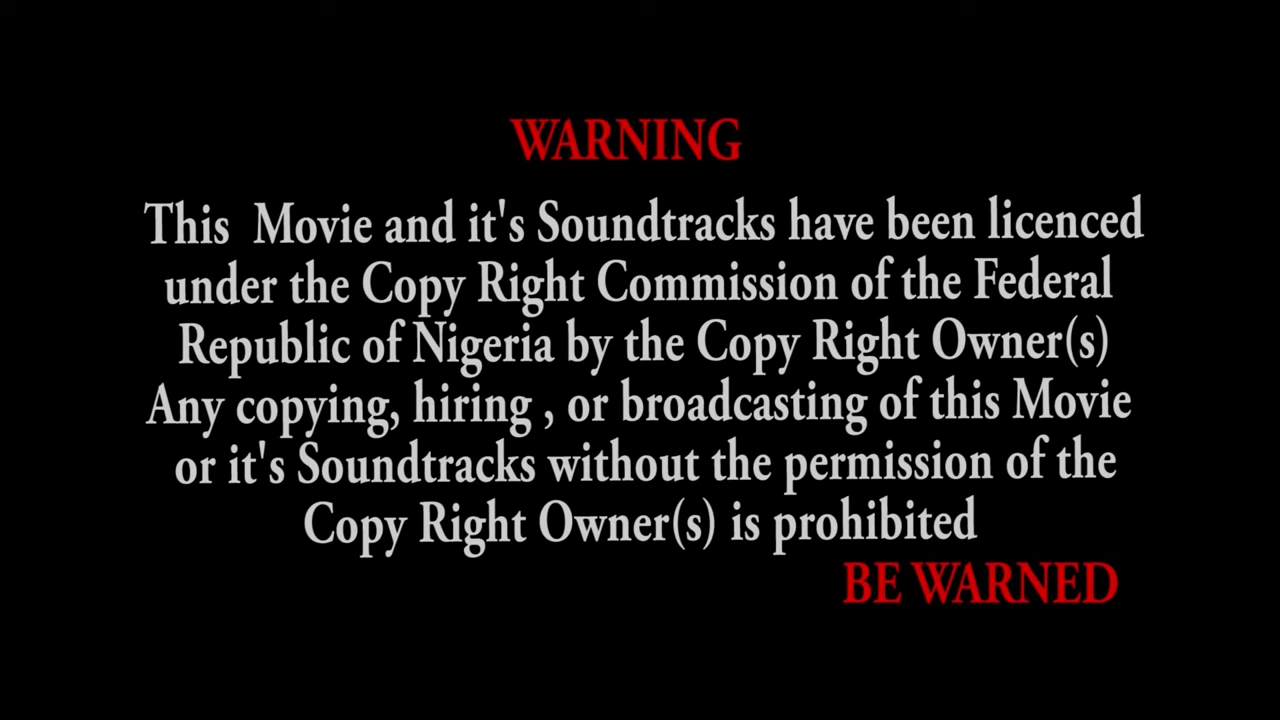 WARNING
This  Movie and it's Soundtracks have been licenced
under the Copy Right Commission of the Federal
Republic of Nigeria by the Copy Right Owner(s)
Any copying, hiring , or broadcasting of this Movie
or it's Soundtracks without the permission of the
Copy Right Owner(s) is prohibited
BE WARNED